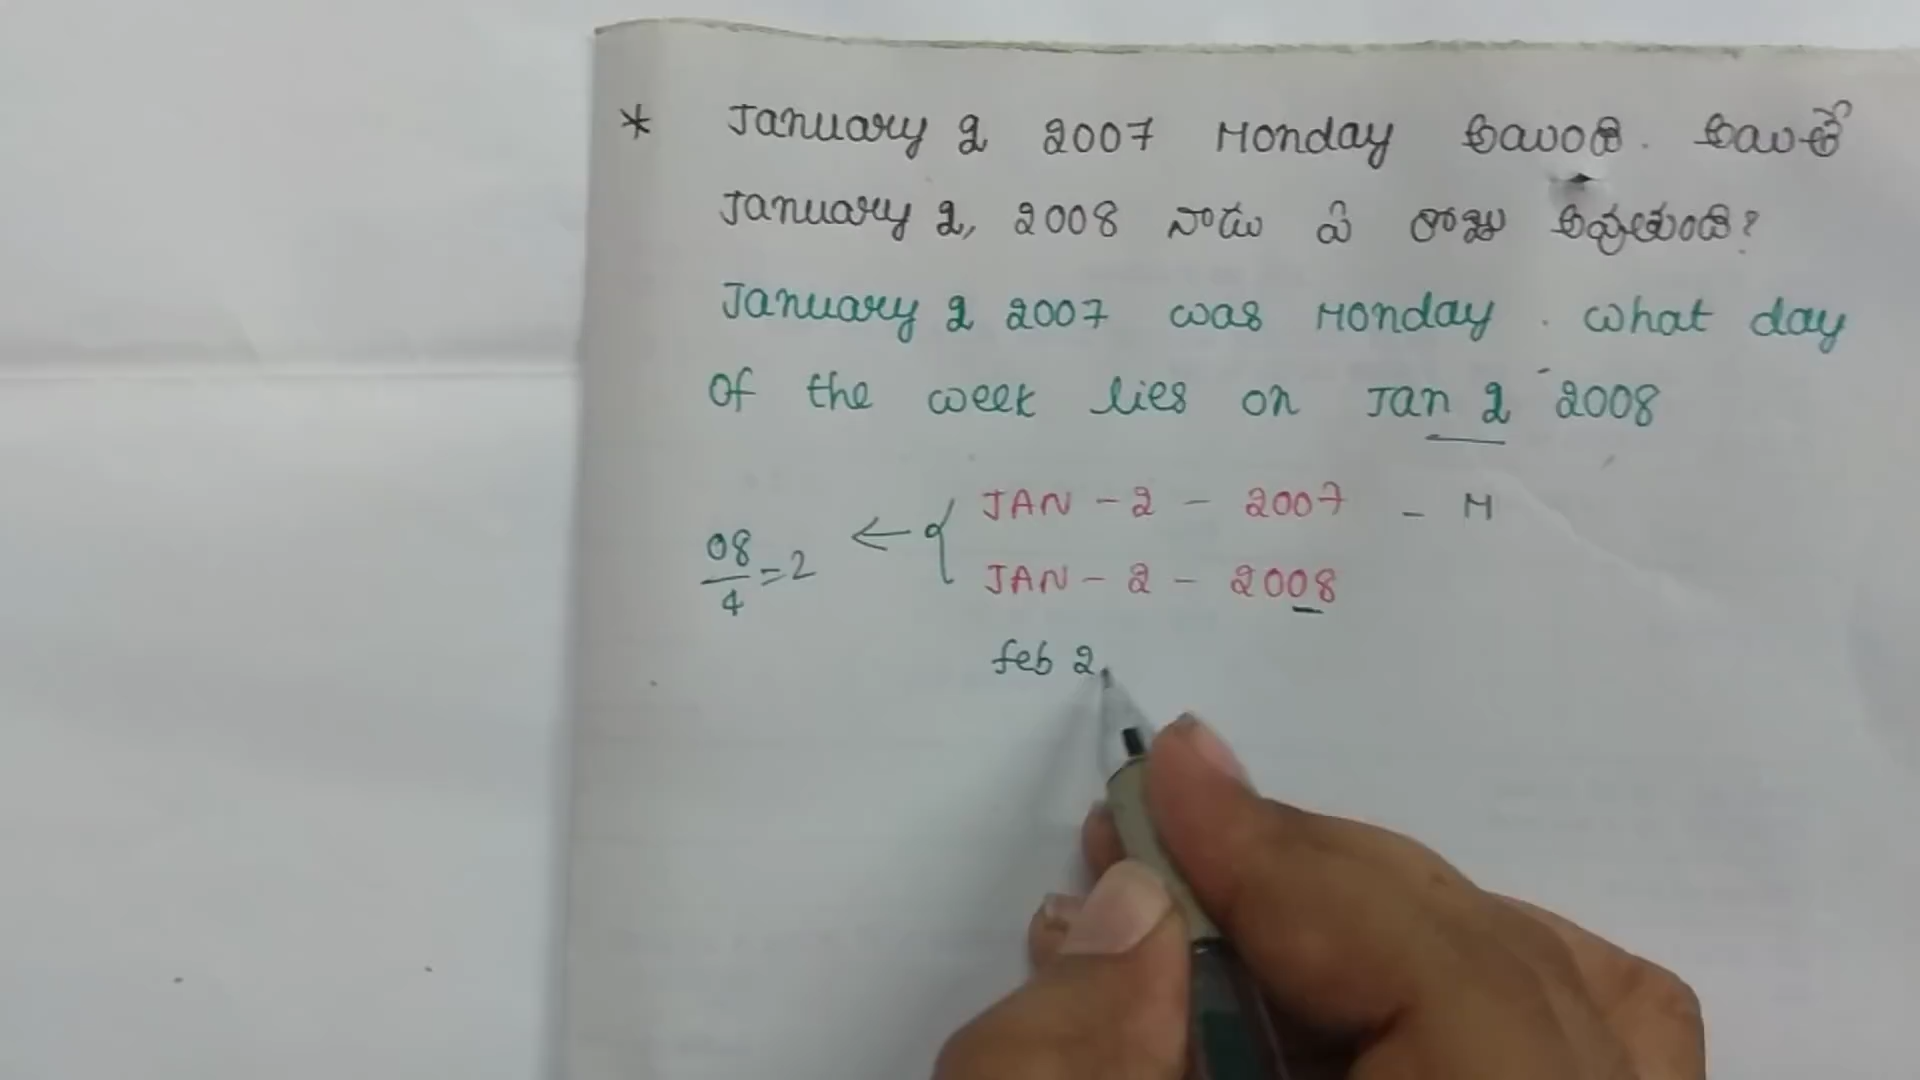 * January 2 2007 Monday అయింది. అయితే
January 2, 2008 నాడు ఏ రోజు అవుతుంది?
January 2 2007 was Monday. What day
of the week lies on Jan 2 2008
JAN - 2 - 2007 - M
08/4 = 2 ←
JAN - 2 - 2008
feb 2